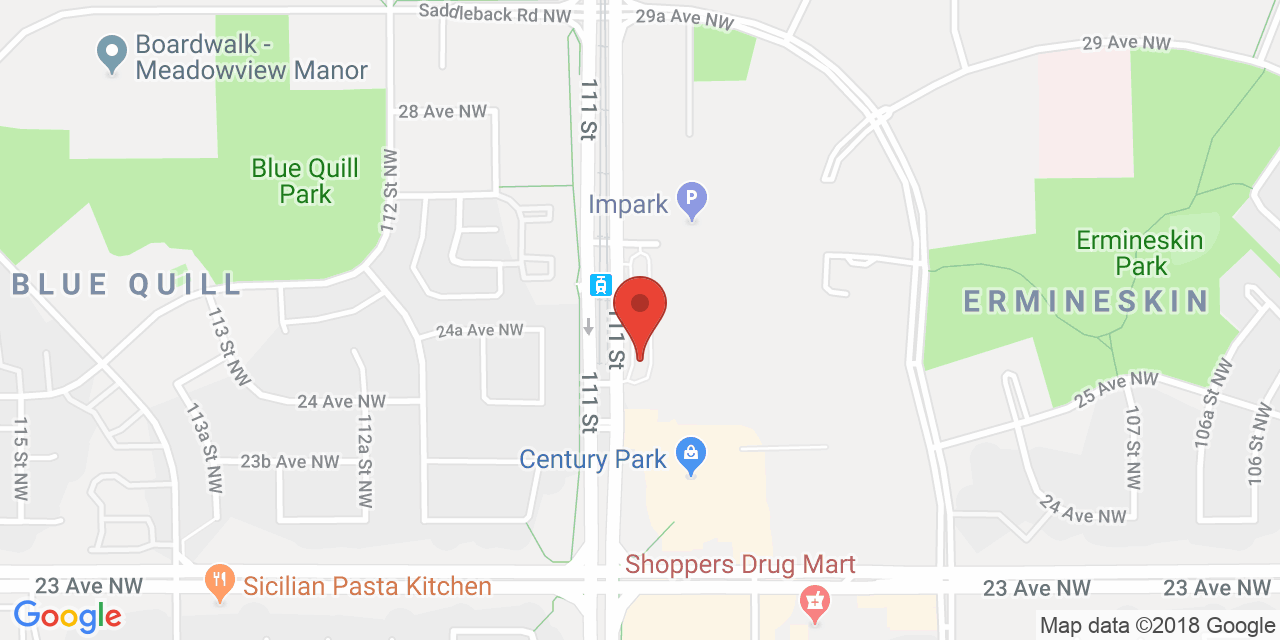 Saddleback Rd NW
29a Ave NW
29 Ave NW
Boardwalk -
Meadowview Manor
111 St
28 Ave NW
Blue Quill
Park
112 St NW
Impark
P
Ermineskin
Park
BLUE QUILL
ERMINESKIN
113 St NW
24a Ave NW
111 St
111 St
25 Ave NW
24 Ave NW
113a St NW
112a St NW
115 St NW
106a St NW
107 St NW
106 St NW
23b Ave NW
Century Park
24 Ave NW
Shoppers Drug Mart
23 Ave NW
Sicilian Pasta Kitchen
23 Ave NW
23 Ave NW
Google
Map data ©2018 Google